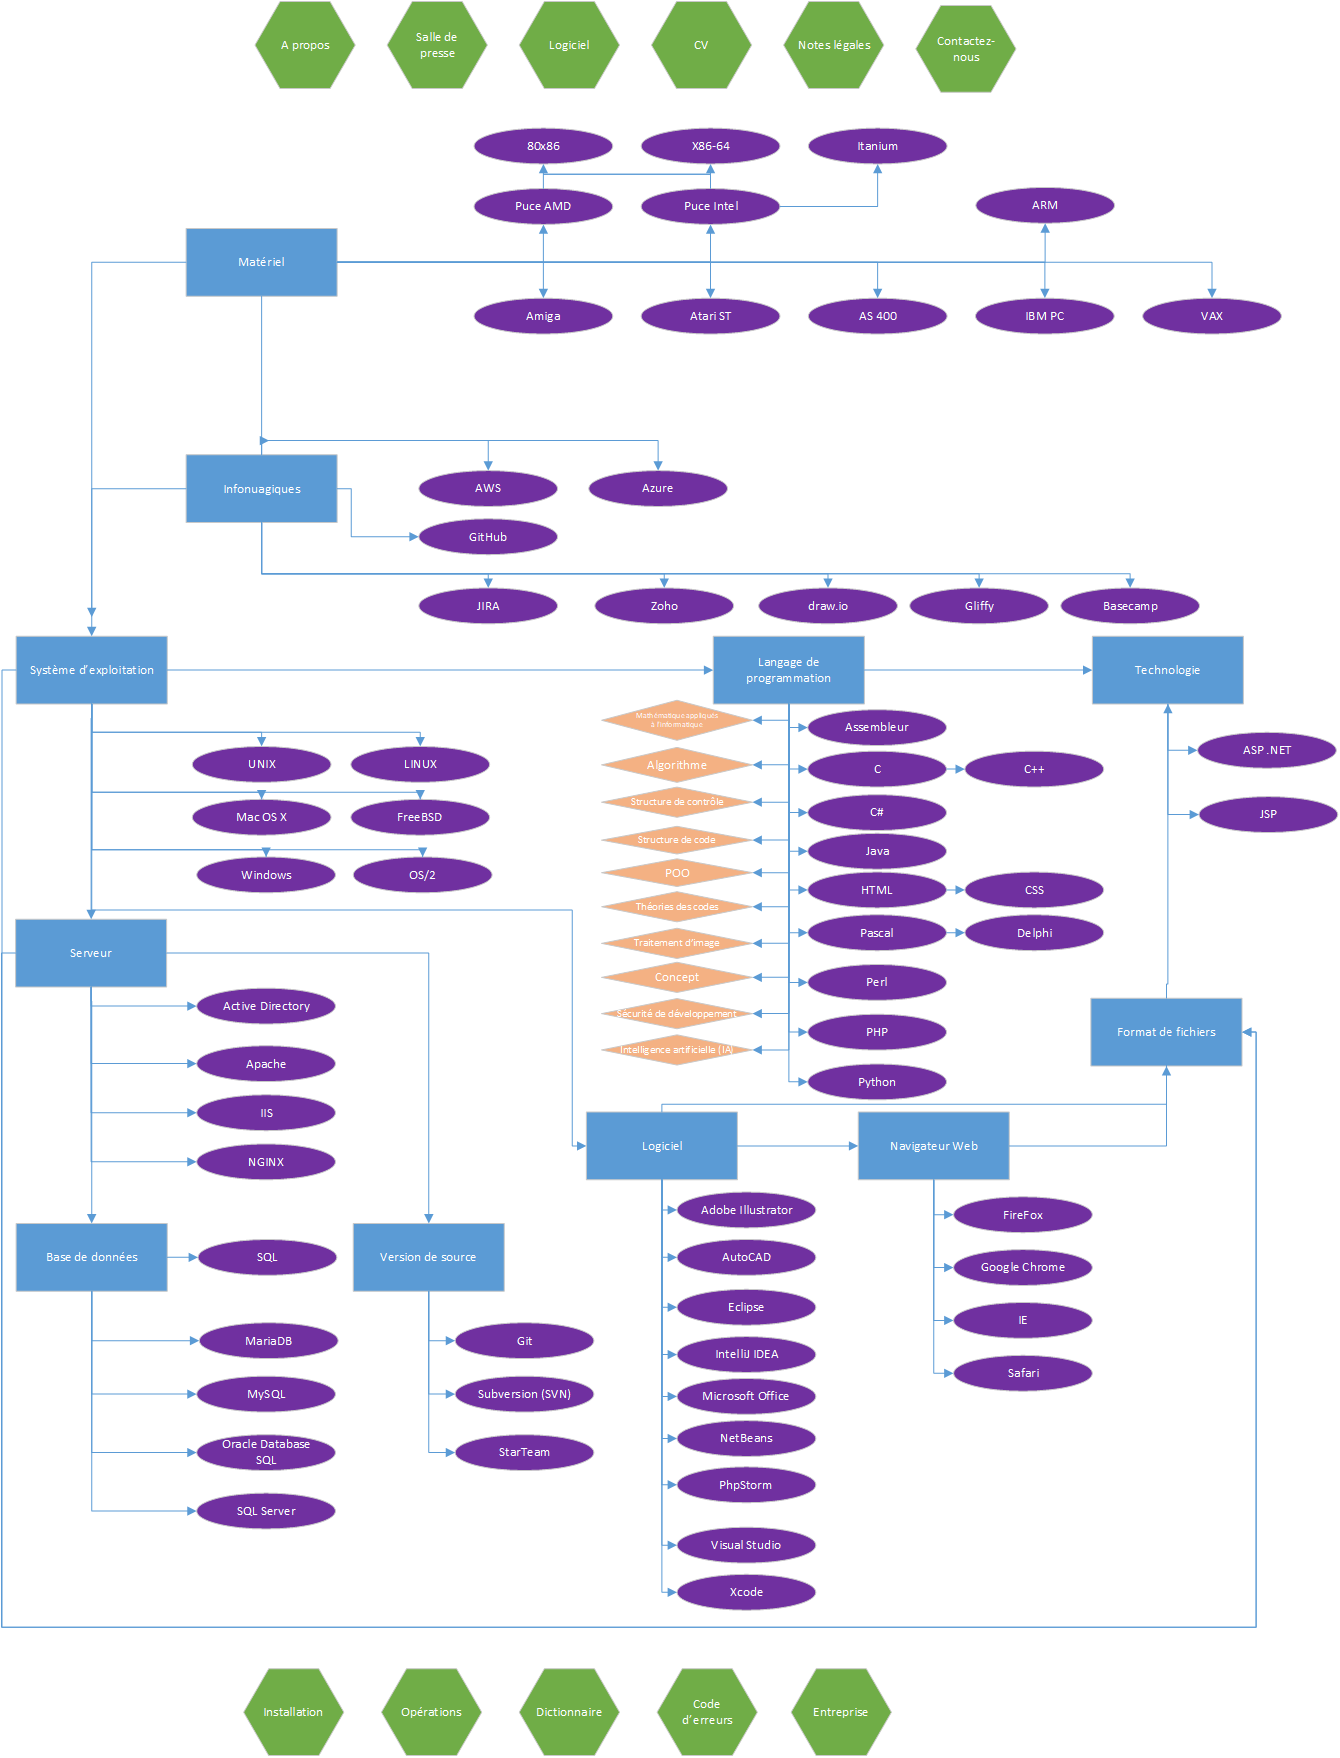 A propos
Salle de
presse
Logiciel
CV
Notes légales
Contactez-
nous
80x86
X86-64
Itanium
Puce AMD
Puce Intel
ARM
Matériel
Amiga
Atari ST
AS 400
IBM PC
VAX
Infonuagiques
AWS
Azure
GitHub
JIRA
Zoho
draw.io
Gliffy
Basecamp
Système d'exploitation
Langage de
programmation
Technologie
UNIX
LINUX
Mac OS X
FreeBSD
Windows
OS/2
Mathématique appliqués
à l'informatique
Algorithme
Structure de contrôle
Structure de code
POO
Théories des codes
Traitement d'image
Concept
Sécurité de développement
Intelligence artificielle (IA)
Assembleur
C
C++
C#
Java
HTML
CSS
Pascal
Delphi
Perl
PHP
Python
ASP .NET
JSP
Format de fichiers
Serveur
Active Directory
Apache
IIS
NGINX
Logiciel
Navigateur Web
Adobe Illustrator
AutoCAD
Eclipse
IntelliJ IDEA
Microsoft Office
NetBeans
PhpStorm
Visual Studio
Xcode
FireFox
Google Chrome
IE
Safari
Base de données
SQL
MariaDB
MySQL
Oracle Database
SQL
SQL Server
Version de source
Git
Subversion (SVN)
StarTeam
Installation
Opérations
Dictionnaire
Code
d'erreurs
Entreprise